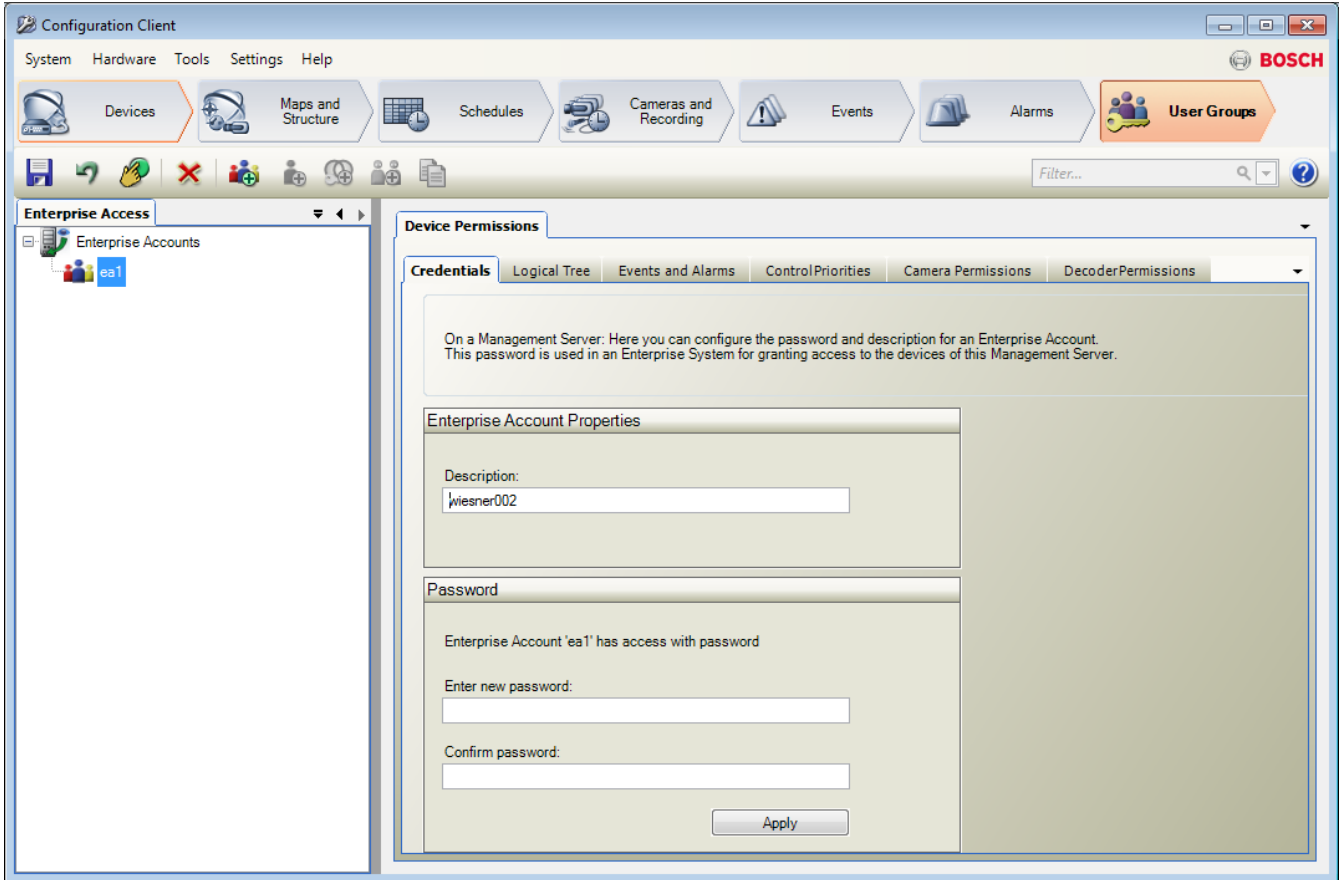 Configuration Client
System Hardware Tools Settings Help
BOSCH
Devices
Maps and
Structure
Schedules
Cameras and
Recording
Events
Alarms
User Groups
Filter...
Enterprise Access
Enterprise Accounts
ea1
Device Permissions
Credentials Logical Tree Events and Alarms Control Priorities Camera Permissions Decoder Permissions
On a Management Server: Here you can configure the password and description for an Enterprise Account.
This password is used in an Enterprise System for granting access to the devices of this Management Server.
Enterprise Account Properties
Description:
wiesner002
Password
Enterprise Account 'ea1' has access with password
Enter new password:
Confirm password:
Apply